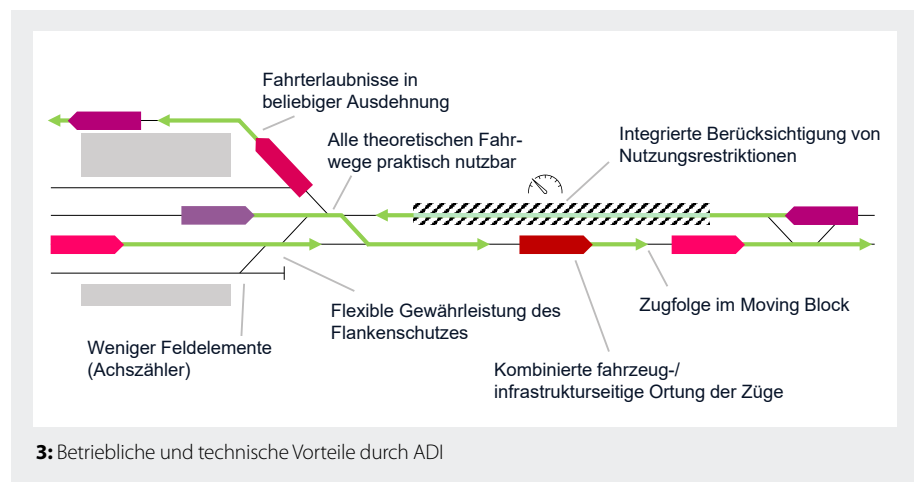 Fahrterlaubnisse in
beliebiger Ausdehnung
Alle theoretischen Fahr-
wege praktisch nutzbar
Integrierte Berücksichtigung von
Nutzungsrestriktionen
Flexible Gewährleistung des
Flankenschutzes
Zugfolge im Moving Block
Weniger Feldelemente
(Achszähler)
Kombinierte fahrzeug-/
infrastrukturseitige Ortung der Züge
3: Betriebliche und technische Vorteile durch ADI